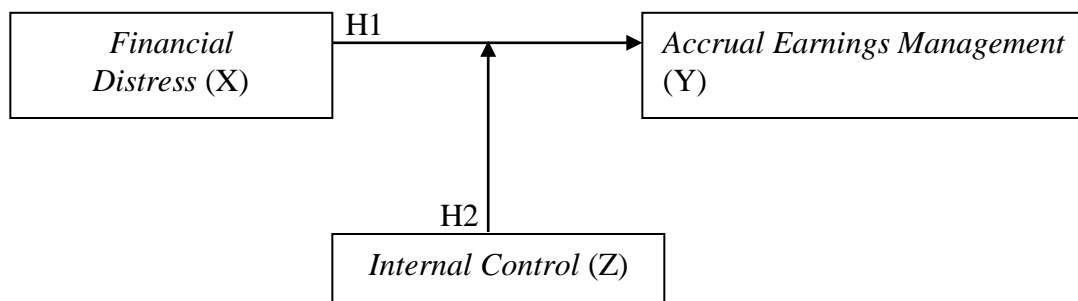 H1
Financial
Distress (X)
Accrual Earnings Management
(Y)
H2
Internal Control (Z)